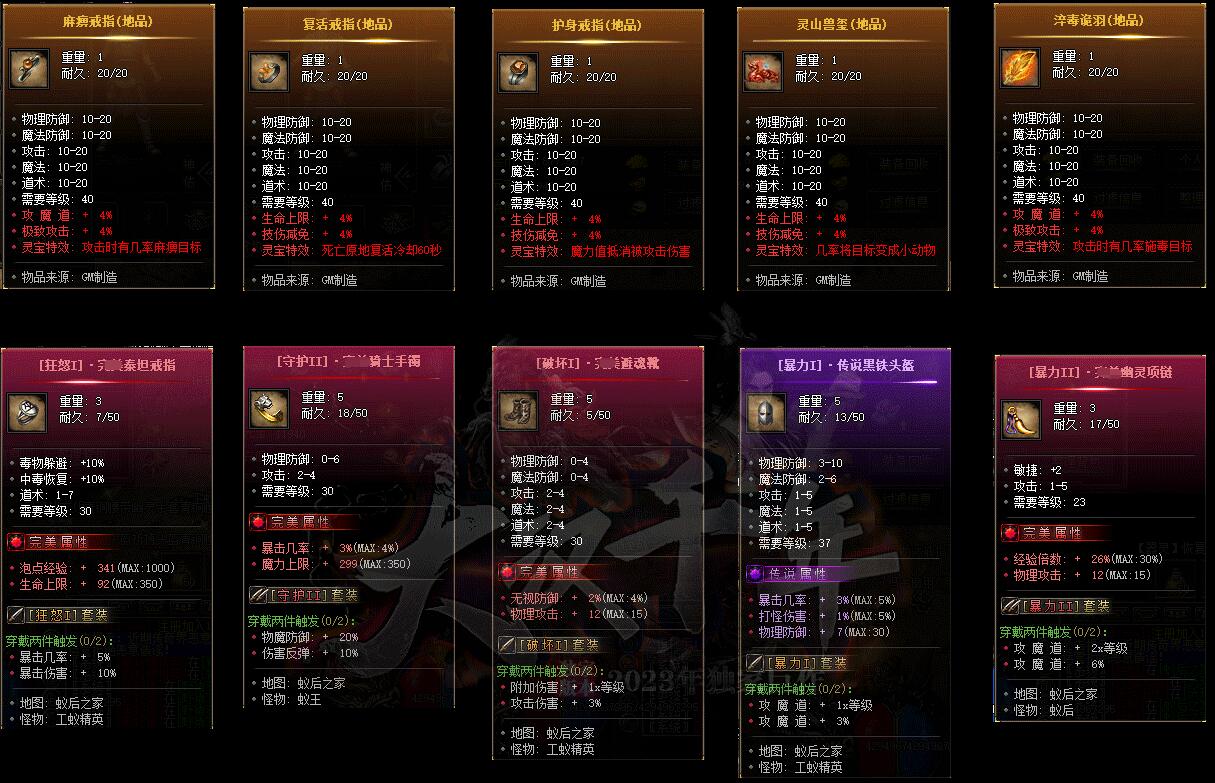 麻痹戒指(地品)
重量: 1
耐久: 20/20
物理防御: 10-20
魔法防御: 10-20
攻击: 10-20
魔法: 10-20
道术: 10-20
需要等级: 40
攻 魔 道: + 4%
极致攻击: + 4%
灵宝特效: 攻击时有几率麻痹目标
物品来源: GM制造
复活戒指(地品)
重量: 1
耐久: 20/20
物理防御: 10-20
魔法防御: 10-20
攻击: 10-20
魔法: 10-20
道术: 10-20
需要等级: 40
生命上限: + 4%
技伤减免: + 4%
灵宝特效: 死亡原地复活冷却60秒
物品来源: GM制造
护身戒指(地品)
重量: 1
耐久: 20/20
物理防御: 10-20
魔法防御: 10-20
攻击: 10-20
魔法: 10-20
道术: 10-20
需要等级: 40
生命上限: + 4%
技伤减免: + 4%
灵宝特效: 魔力值抵消被攻击伤害
物品来源: GM制造
灵山兽玺(地品)
重量: 1
耐久: 20/20
物理防御: 10-20
魔法防御: 10-20
攻击: 10-20
魔法: 10-20
道术: 10-20
需要等级: 40
生命上限: + 4%
技伤减免: + 4%
灵宝特效: 几率将目标变成小动物
物品来源: GM制造
淬毒诡羽(地品)
重量: 1
耐久: 20/20
物理防御: 10-20
魔法防御: 10-20
攻击: 10-20
魔法: 10-20
道术: 10-20
需要等级: 40
攻 魔 道: + 4%
极致攻击: + 4%
灵宝特效: 攻击时有几率施毒目标
物品来源: GM制造
[狂怒I] - 完美泰坦戒指
重量: 3
耐久: 7/50
毒物躲避: +10%
中毒恢复: +10%
道术: 1-7
需要等级: 30
完美属性
泡点经验: + 341(MAX:1000)
生命上限: + 92(MAX:350)
[狂怒I]套装
穿戴两件触发(0/2):
暴击几率: + 5%
暴击伤害: + 10%
地图: 蚁后之家
怪物: 工蚁精英
[守护II] - 完美骑士手镯
重量: 5
耐久: 18/50
物理防御: 0-6
攻击: 2-4
需要等级: 30
完美属性
暴击几率: + 3%(MAX:4%)
魔力上限: + 299(MAX:350)
[守护II]套装
穿戴两件触发(0/2):
物魔防御: + 20%
伤害反弹: + 10%
地图: 蚁后之家
怪物: 蚁王
[破坏I] - 完美避魂靴
重量: 5
耐久: 5/50
物理防御: 0-4
魔法防御: 0-4
攻击: 2-4
魔法: 2-4
道术: 2-4
需要等级: 30
完美属性
无视防御: + 2%(MAX:4%)
物理攻击: + 12(MAX:15)
[破坏I]套装
穿戴两件触发(0/2):
附加伤害: + 1x等级
攻击伤害: + 3%
地图: 蚁后之家
怪物: 工蚁精英
[暴力I] - 传说黑铁头盔
重量: 5
耐久: 13/50
物理防御: 3-10
魔法防御: 2-6
攻击: 1-5
魔法: 1-5
道术: 1-5
需要等级: 37
传说属性
暴击几率: + 3%(MAX:5%)
打怪伤害: + 1%(MAX:5%)
物理防御: + 7(MAX:30)
[暴力I]套装
穿戴两件触发(0/2):
攻 魔 道: + 1x等级
攻 魔 道: + 3%
地图: 蚁后之家
怪物: 工蚁精英
[暴力II] - 完美幽灵项链
重量: 3
耐久: 17/50
敏捷: +2
攻击: 1-5
需要等级: 23
完美属性
经验倍数: + 26%(MAX:30%)
物理攻击: + 12(MAX:15)
[暴力II]套装
穿戴两件触发(0/2):
攻 魔 道: + 2x等级
攻 魔 道: + 6%
地图: 蚁后之家
怪物: 蚁后